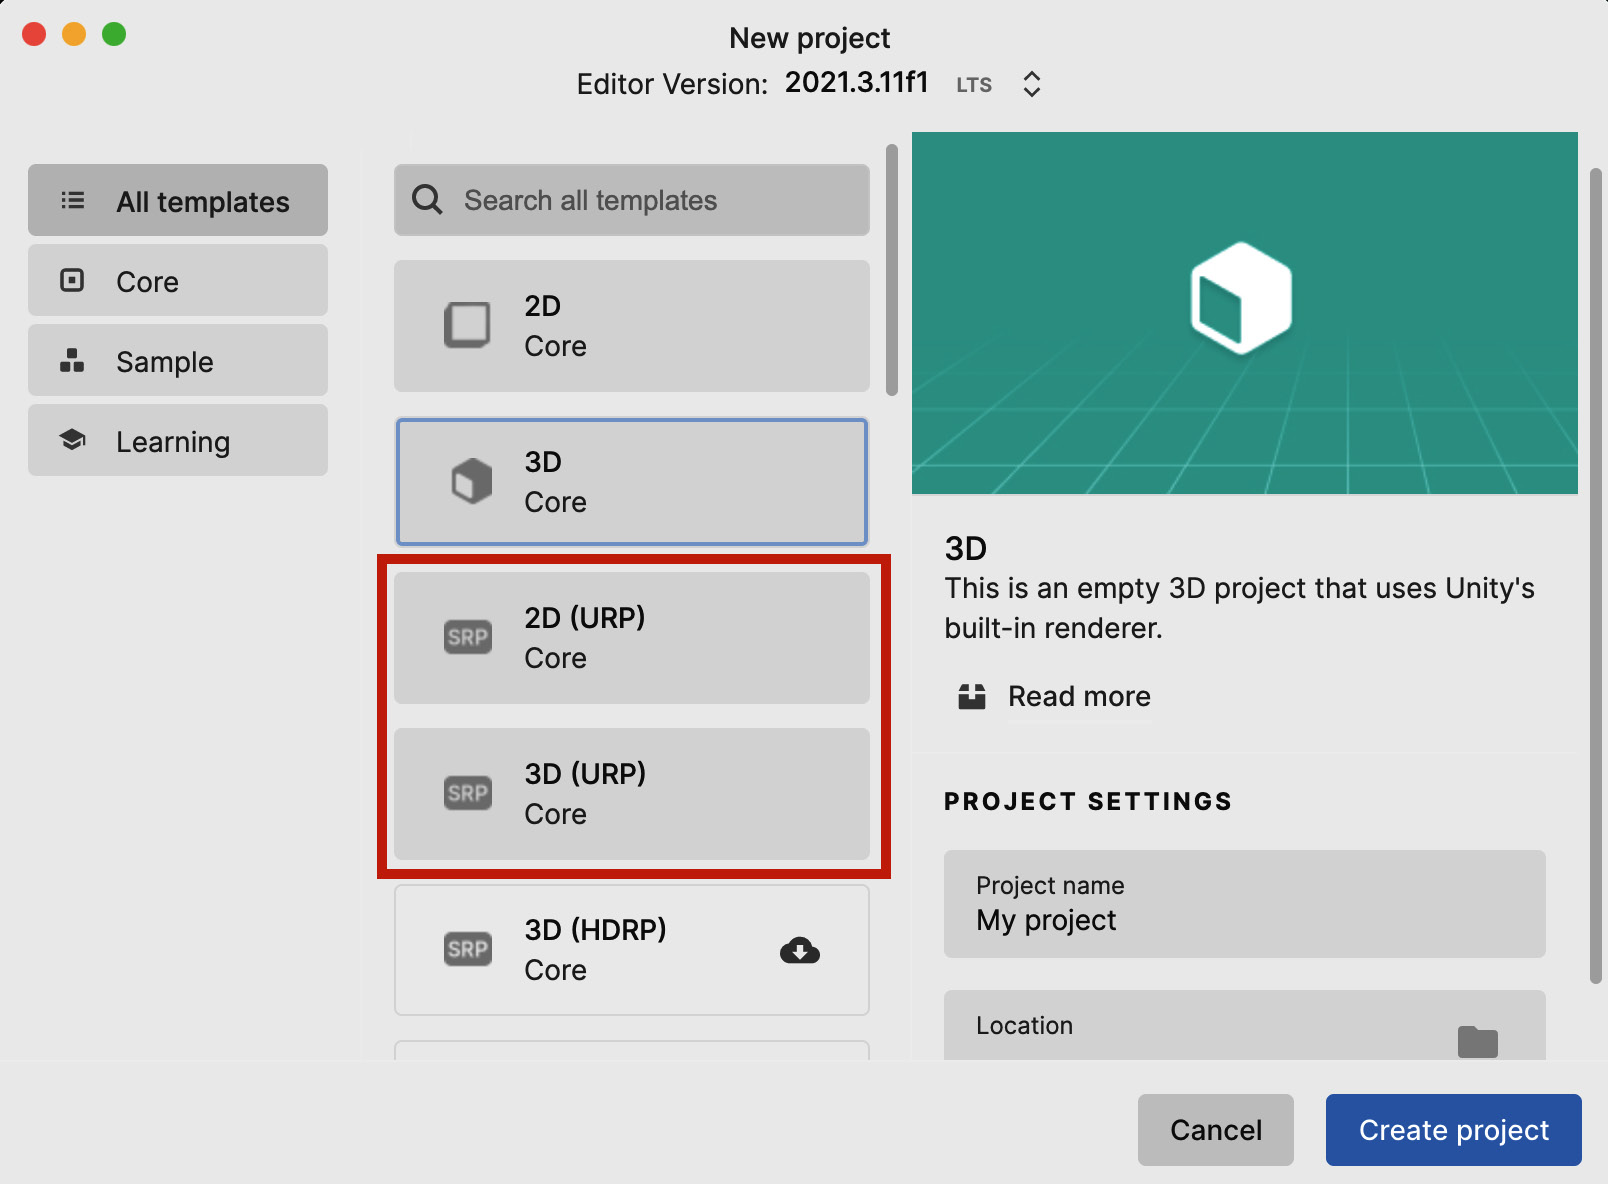 New project
Editor Version: 2021.3.11f1 LTS
All templates
Core
Sample
Learning
Search all templates
2D
Core
3D
Core
SRP
2D (URP)
Core
SRP
3D (URP)
Core
SRP
3D (HDRP)
Core
3D
This is an empty 3D project that uses Unity's
built-in renderer.
Read more
PROJECT SETTINGS
Project name
My project
Location
Cancel
Create project